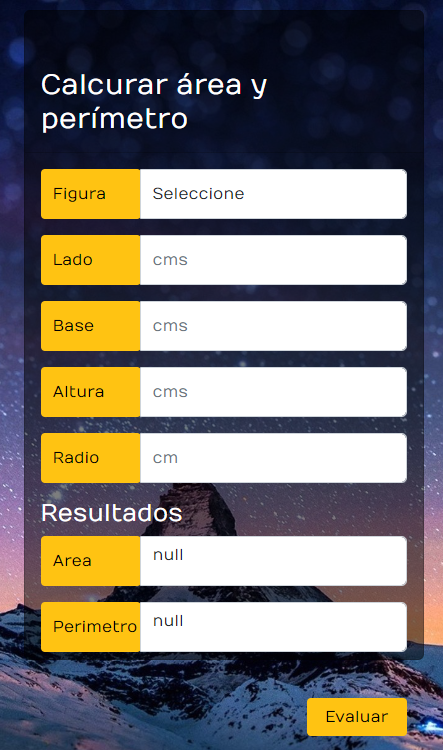 Calcurar área y
perímetro
Figura Seleccione
Lado cms
Base cms
Altura cms
Radio cm
Resultados
Area null
Perimetro null
Evaluar